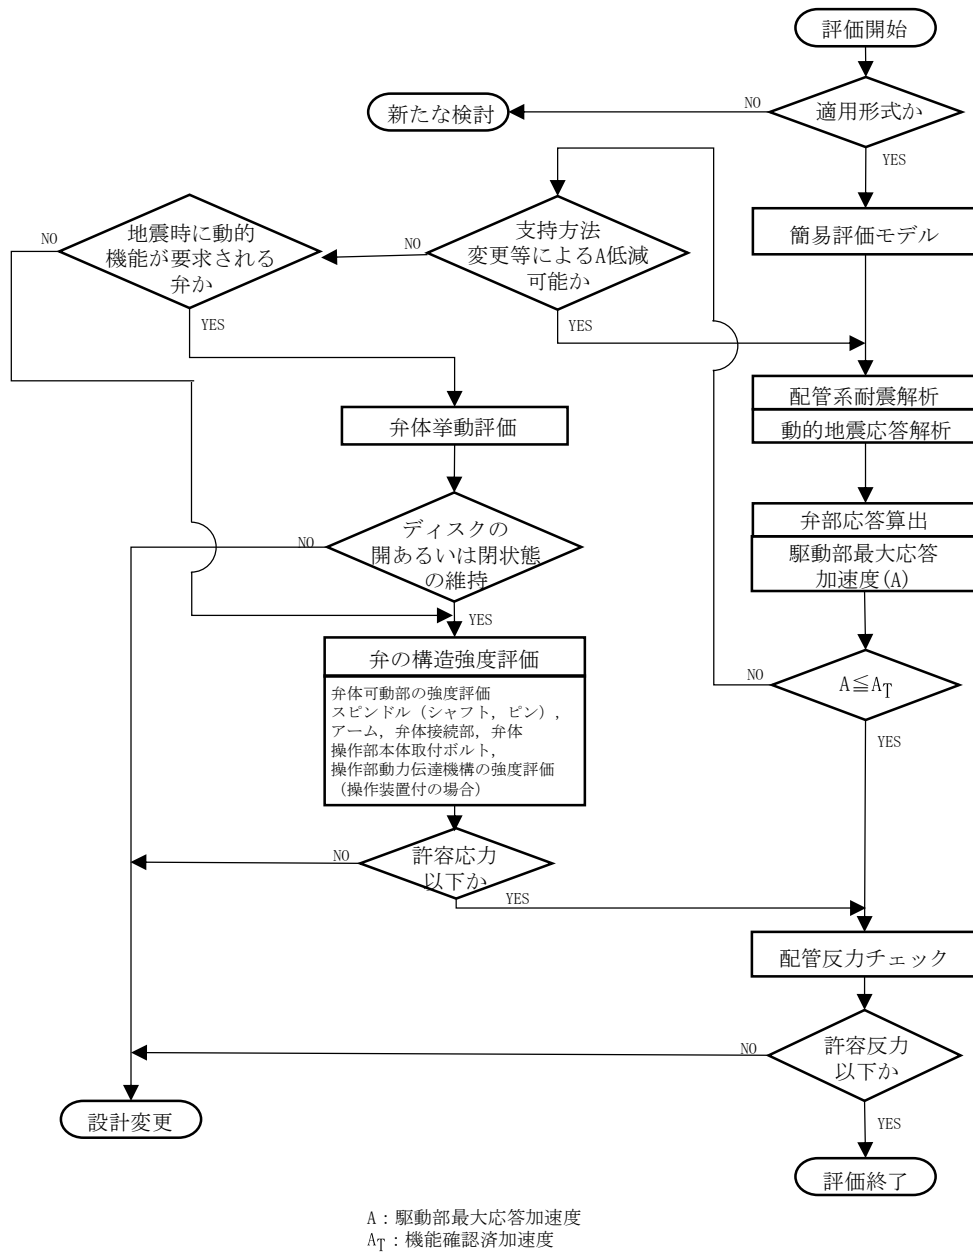 評価開始
適用形式か
NO
YES
新たな検討
簡易評価モデル
支持方法
変更等によるA低減
可能か
NO
YES
地震時に動的
機能が要求される
弁か
NO
YES
配管系耐震解析
動的地震応答解析
弁体挙動評価
弁部応答算出
駆動部最大応答
加速度(A)
ディスクの
開あるいは閉状態
の維持
NO
YES
A≦AT
NO
YES
弁の構造強度評価
弁体可動部の強度評価
スピンドル(シャフト,ピン),
アーム,弁体接続部,弁体
操作部本体取付ボルト,
操作部動力伝達機構の強度評価
(操作装置付の場合)
許容応力
以下か
NO
YES
配管反力チェック
許容反力
以下か
NO
YES
設計変更
評価終了
A:駆動部最大応答加速度
AT:機能確認済加速度